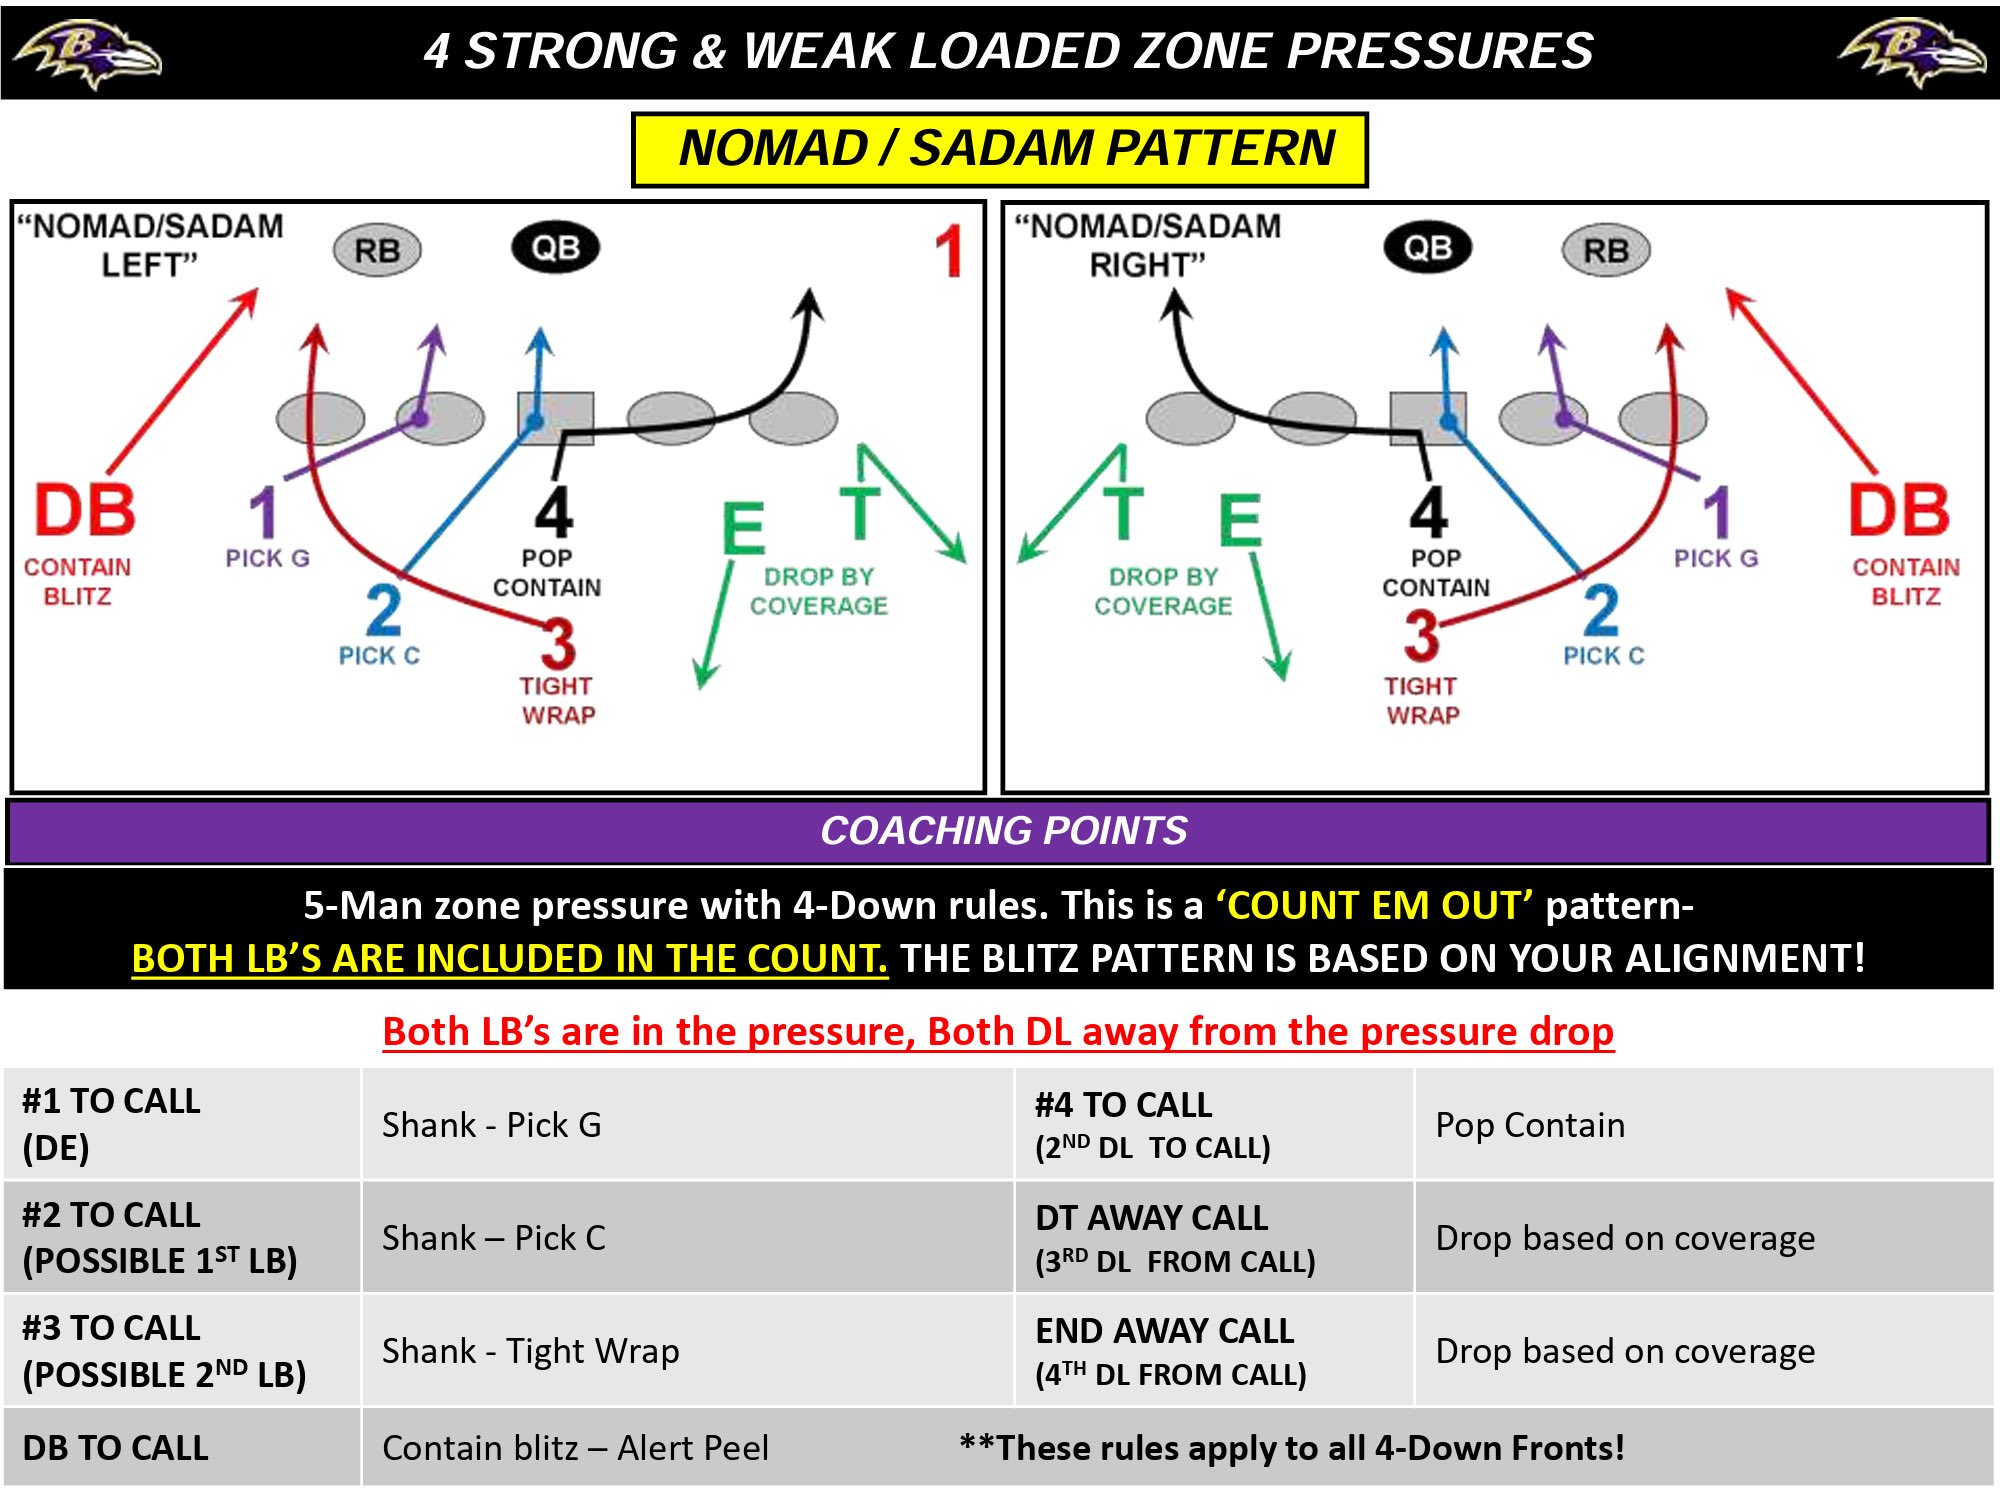 4 STRONG & WEAK LOADED ZONE PRESSURES
NOMAD / SADAM PATTERN
“NOMAD/SADAM
LEFT”
RB
QB
1
DB
CONTAIN
BLITZ
1
PICK G
2
PICK C
4
POP
CONTAIN
3
TIGHT
WRAP
E
T
DROP BY
COVERAGE
“NOMAD/SADAM
RIGHT”
QB
RB
T
E
DROP BY
COVERAGE
4
POP
CONTAIN
3
TIGHT
WRAP
2
PICK C
1
PICK G
DB
CONTAIN
BLITZ
COACHING POINTS
5-Man zone pressure with 4-Down rules. This is a ‘COUNT EM OUT’ pattern-
BOTH LB’S ARE INCLUDED IN THE COUNT. THE BLITZ PATTERN IS BASED ON YOUR ALIGNMENT!
Both LB’s are in the pressure, Both DL away from the pressure drop
#1 TO CALL
(DE)
Shank - Pick G
#4 TO CALL
(2ND DL TO CALL)
Pop Contain
#2 TO CALL
(POSSIBLE 1ST LB)
Shank – Pick C
DT AWAY CALL
(3RD DL FROM CALL)
Drop based on coverage
#3 TO CALL
(POSSIBLE 2ND LB)
Shank - Tight Wrap
END AWAY CALL
(4TH DL FROM CALL)
Drop based on coverage
DB TO CALL
Contain blitz – Alert Peel
**These rules apply to all 4-Down Fronts!